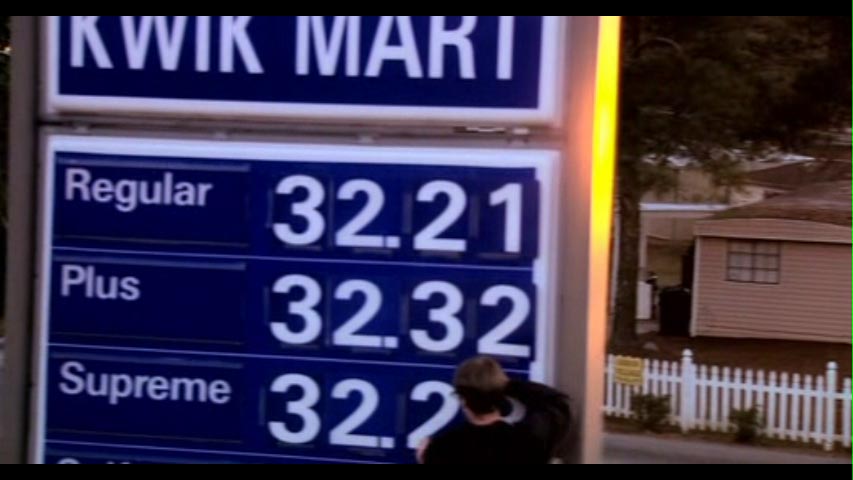 KWIK MART
Regular 32.21
Plus 32.32
Supreme 32.2